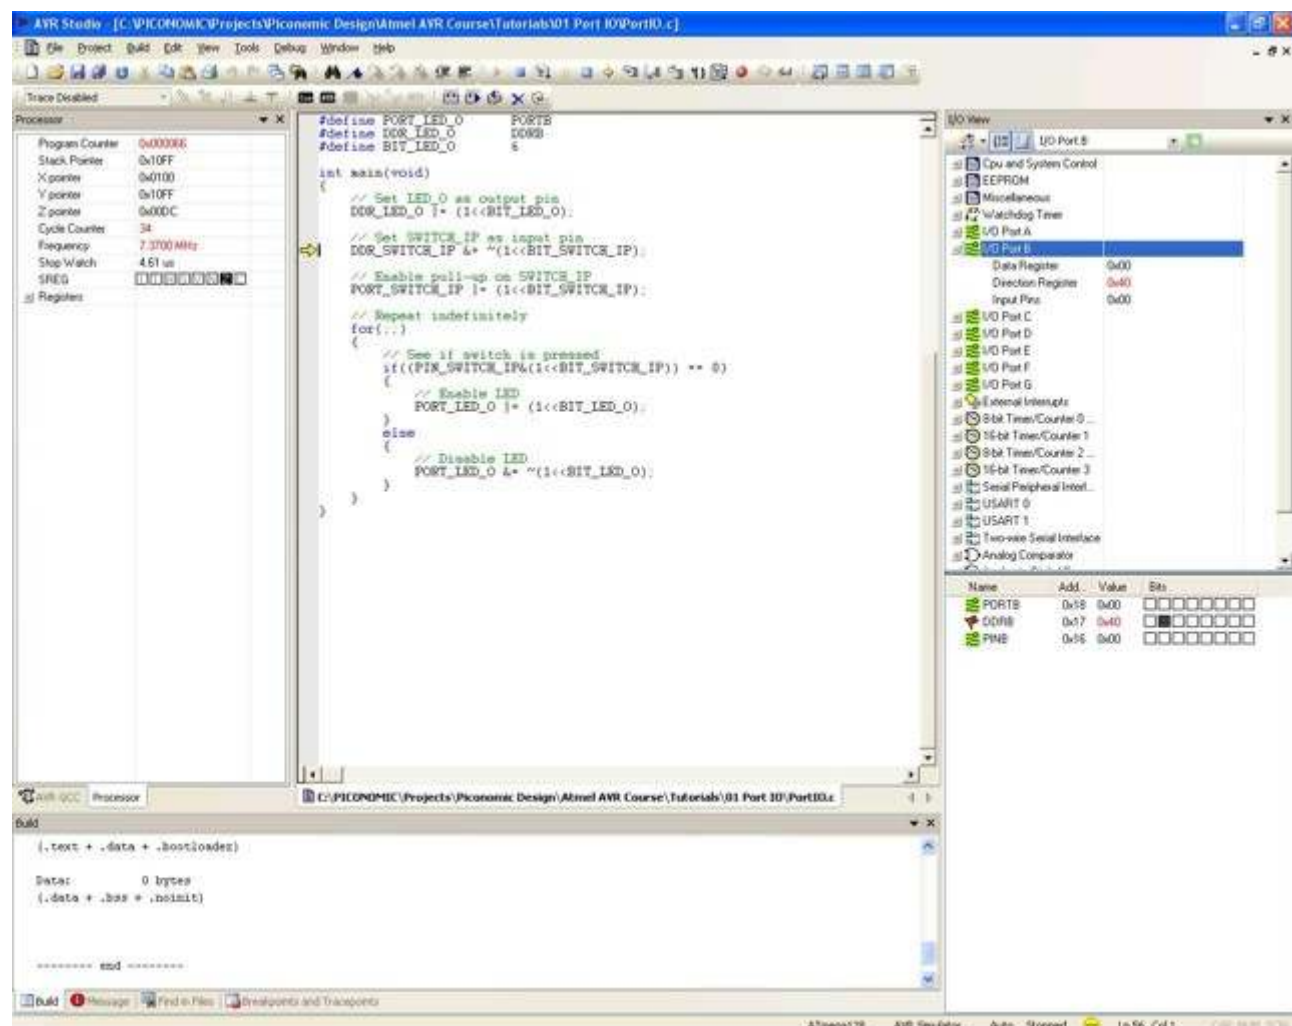 AVR Studio - [C:\PICONOMIC\Projects\Piconomic Design\Atmel AVR Course\Tutorials\01 Port IO\PortIO.c]
File Project Build Edit View Tools Debug Window Help
Trace Disabled
Processor
Program Counter 0x000066
Stack Pointer 0x10FF
X pointer 0x0100
Y pointer 0x10FF
Z pointer 0x00DC
Cycle Counter 34
Frequency 7.3700 MHz
Stop Watch 4.61 us
SREG
Registers
AVR GCC Processor
#define PORT_LED_O PORTB
#define DDR_LED_O DDRB
#define BIT_LED_O 6
int main(void)
{
// Set LED_O as output pin
DDR_LED_O |= (1<<BIT_LED_O);
// Set SWITCH_IP as input pin
DDR_SWITCH_IP &= ~(1<<BIT_SWITCH_IP);
// Enable pull-up on SWITCH_IP
PORT_SWITCH_IP |= (1<<BIT_SWITCH_IP);
// Repeat indefinitely
for(;;)
{
// See if switch is pressed
if((PIN_SWITCH_IP&(1<<BIT_SWITCH_IP)) == 0)
{
// Enable LED
PORT_LED_O |= (1<<BIT_LED_O);
}
else
{
// Disable LED
PORT_LED_O &= ~(1<<BIT_LED_O);
}
}
}
C:\PICONOMIC\Projects\Piconomic Design\Atmel AVR Course\Tutorials\01 Port IO\PortIO.c
I/O View
I/O Port B
Cpu and System Control
EEPROM
Miscellaneous
Watchdog Timer
I/O Port A
I/O Port B
Data Register 0x00
Direction Register 0x40
Input Pins 0x00
I/O Port C
I/O Port D
I/O Port E
I/O Port F
I/O Port G
External Interrupts
8-bit Timer/Counter 0 ...
16-bit Timer/Counter 1
8-bit Timer/Counter 2 ...
16-bit Timer/Counter 3
Serial Peripheral Interf...
USART 0
USART 1
Two-wire Serial Interface
Analog Comparator
Name Add... Value Bits
PORTB 0x18 0x00
DDRB 0x17 0x40
PINB 0x16 0x00
Build
(.text + .data + .bootloader)
Data: 0 bytes
(.data + .bss + .noinit)
-------- end --------
Build Message Find in Files Breakpoints and Tracepoints
ATmega128 AVR Simulator Auto Stopped Ln 56, Col 1